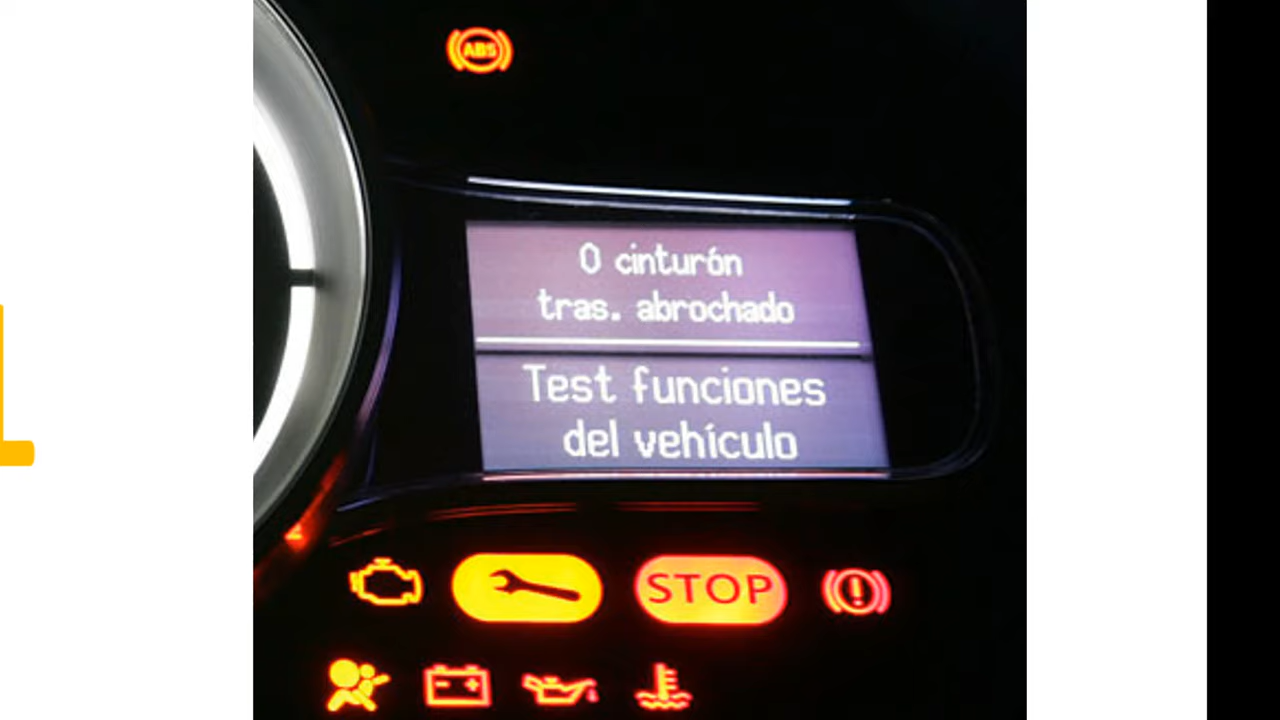 ABS
0 cinturón
tras. abrochado
Test funciones
del vehículo
STOP